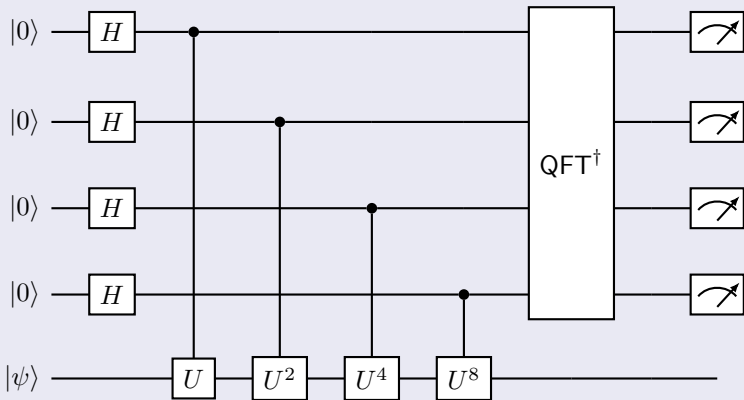 |0⟩ H
|0⟩ H
QFT†
|0⟩ H
|0⟩ H
|ψ⟩ U U² U⁴ U⁸